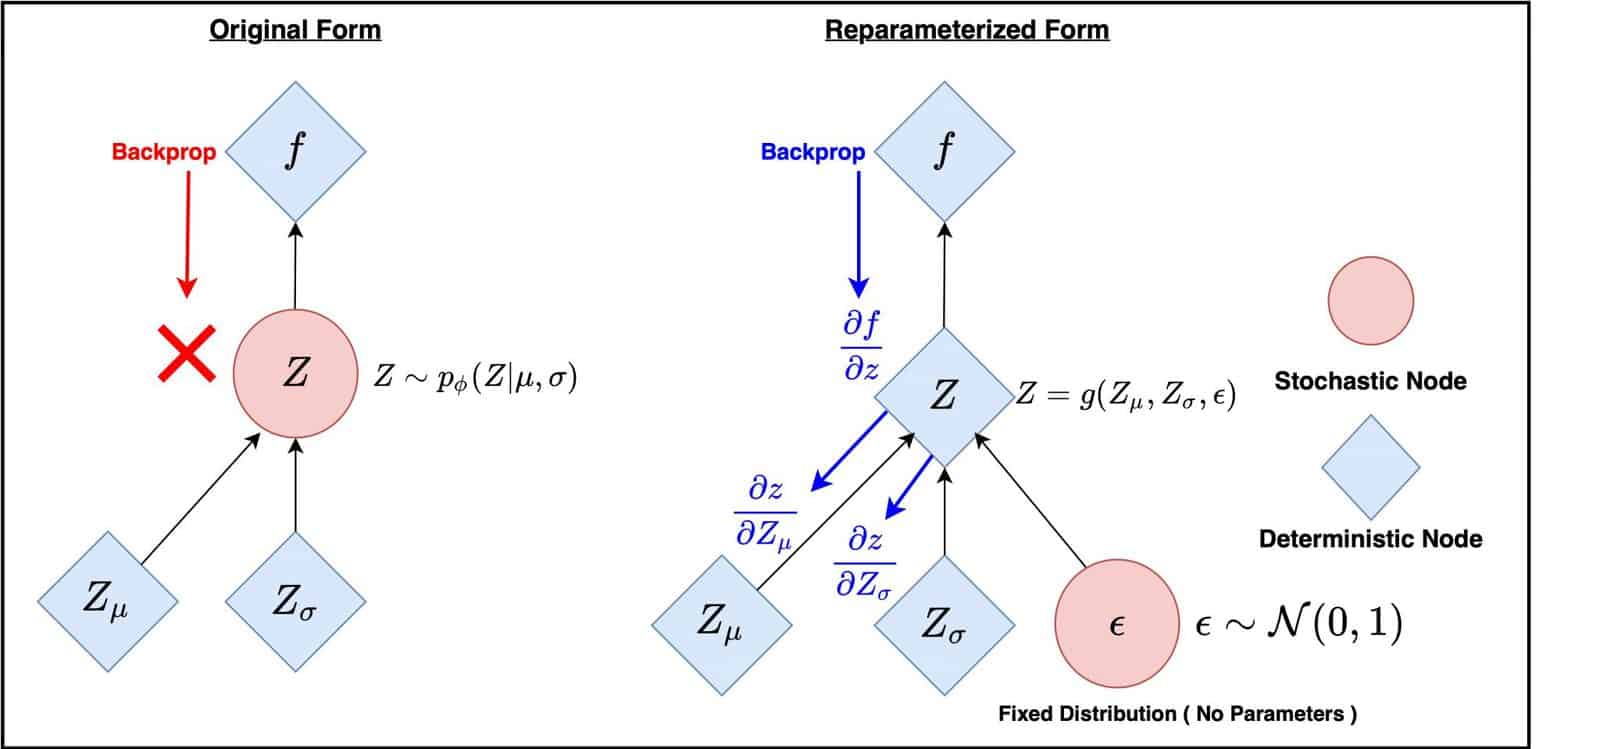 Original Form
f
Backprop
Z
Z ∼ p_ϕ(Z|μ, σ)
Z_μ
Z_σ
Reparameterized Form
f
Backprop
∂f
∂z
Z
Z = g(Z_μ, Z_σ, ϵ)
∂z
∂Z_μ
∂z
∂Z_σ
Z_μ
Z_σ
ϵ
ϵ ∼ 𝒩(0, 1)
Fixed Distribution ( No Parameters )
Stochastic Node
Deterministic Node